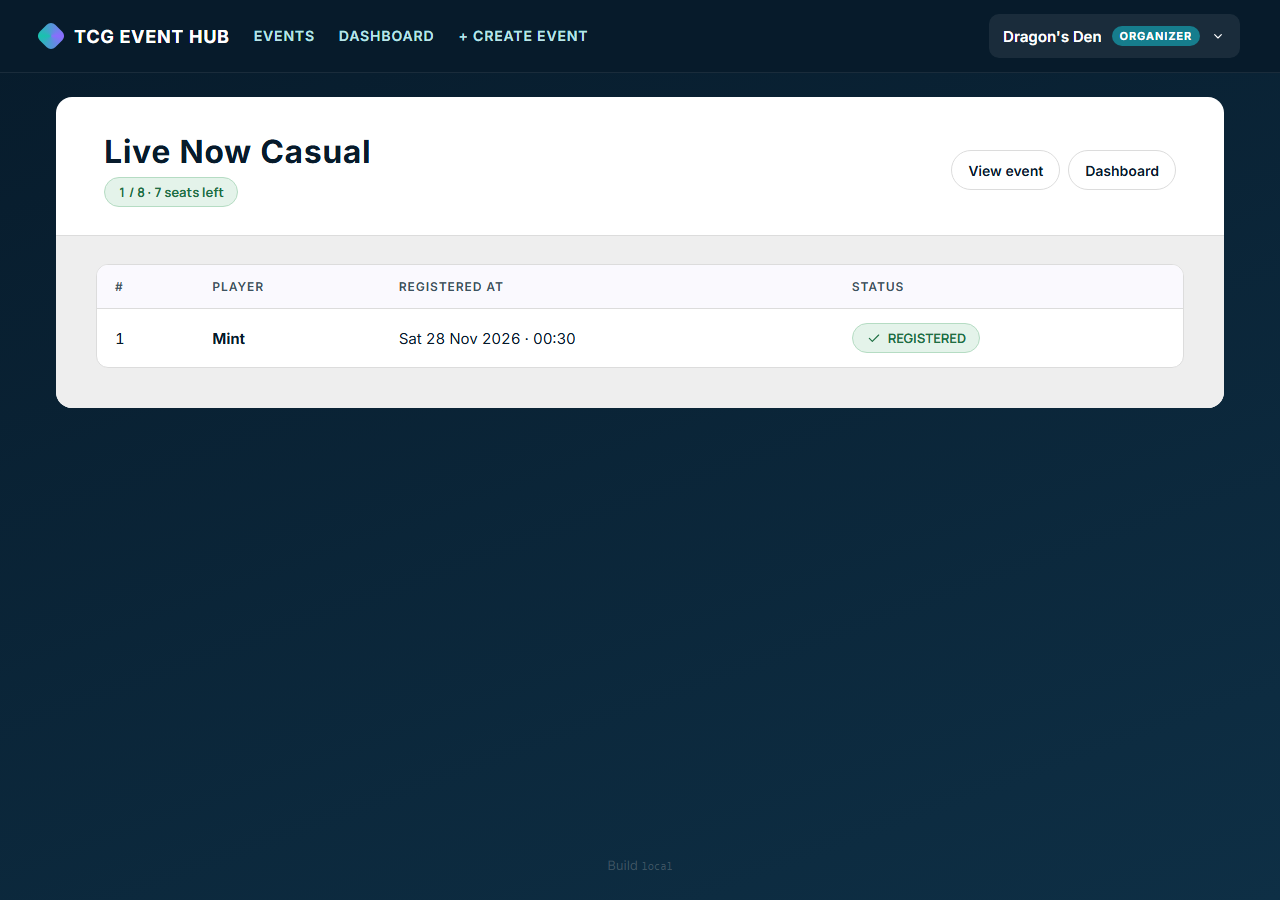 TCG EVENT HUB EVENTS DASHBOARD + CREATE EVENT Dragon's Den ORGANIZER
Live Now Casual
1 / 8 · 7 seats left
View event Dashboard
# PLAYER REGISTERED AT STATUS
1 Mint Sat 28 Nov 2026 · 00:30 REGISTERED
Build local